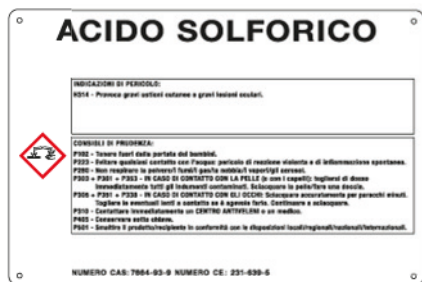 ACIDO SOLFORICO
INDICAZIONI DI PERICOLO:
H314 - Provoca gravi ustioni cutanee e gravi lesioni oculari.
CONSIGLI DI PRUDENZA:
P102 - Tenere fuori dalla portata dei bambini.
P223 - Evitare qualsiasi contatto con l'acqua: pericolo di reazione violenta e di infiammazione spontanea.
P260 - Non respirare la polvere/i fumi/i gas/la nebbia/i vapori/gli aerosol.
P303 + P361 + P353 - IN CASO DI CONTATTO CON LA PELLE (o con i capelli): togliersi di dosso
immediatamente tutti gli indumenti contaminati. Sciacquare la pelle/fare una doccia.
P305 + P351 + P338 - IN CASO DI CONTATTO CON GLI OCCHI: Sciacquare accuratamente per parecchi minuti.
Togliere le eventuali lenti a contatto se è agevole farlo. Continuare a sciacquare.
P310 - Contattare immediatamente un CENTRO ANTIVELENI o un medico.
P405 - Conservare sotto chiave.
P501 - Smaltire il prodotto/recipiente in conformità con le disposizioni locali/regionali/nazionali/internazionali.
NUMERO CAS: 7664-93-9 NUMERO CE: 231-639-5